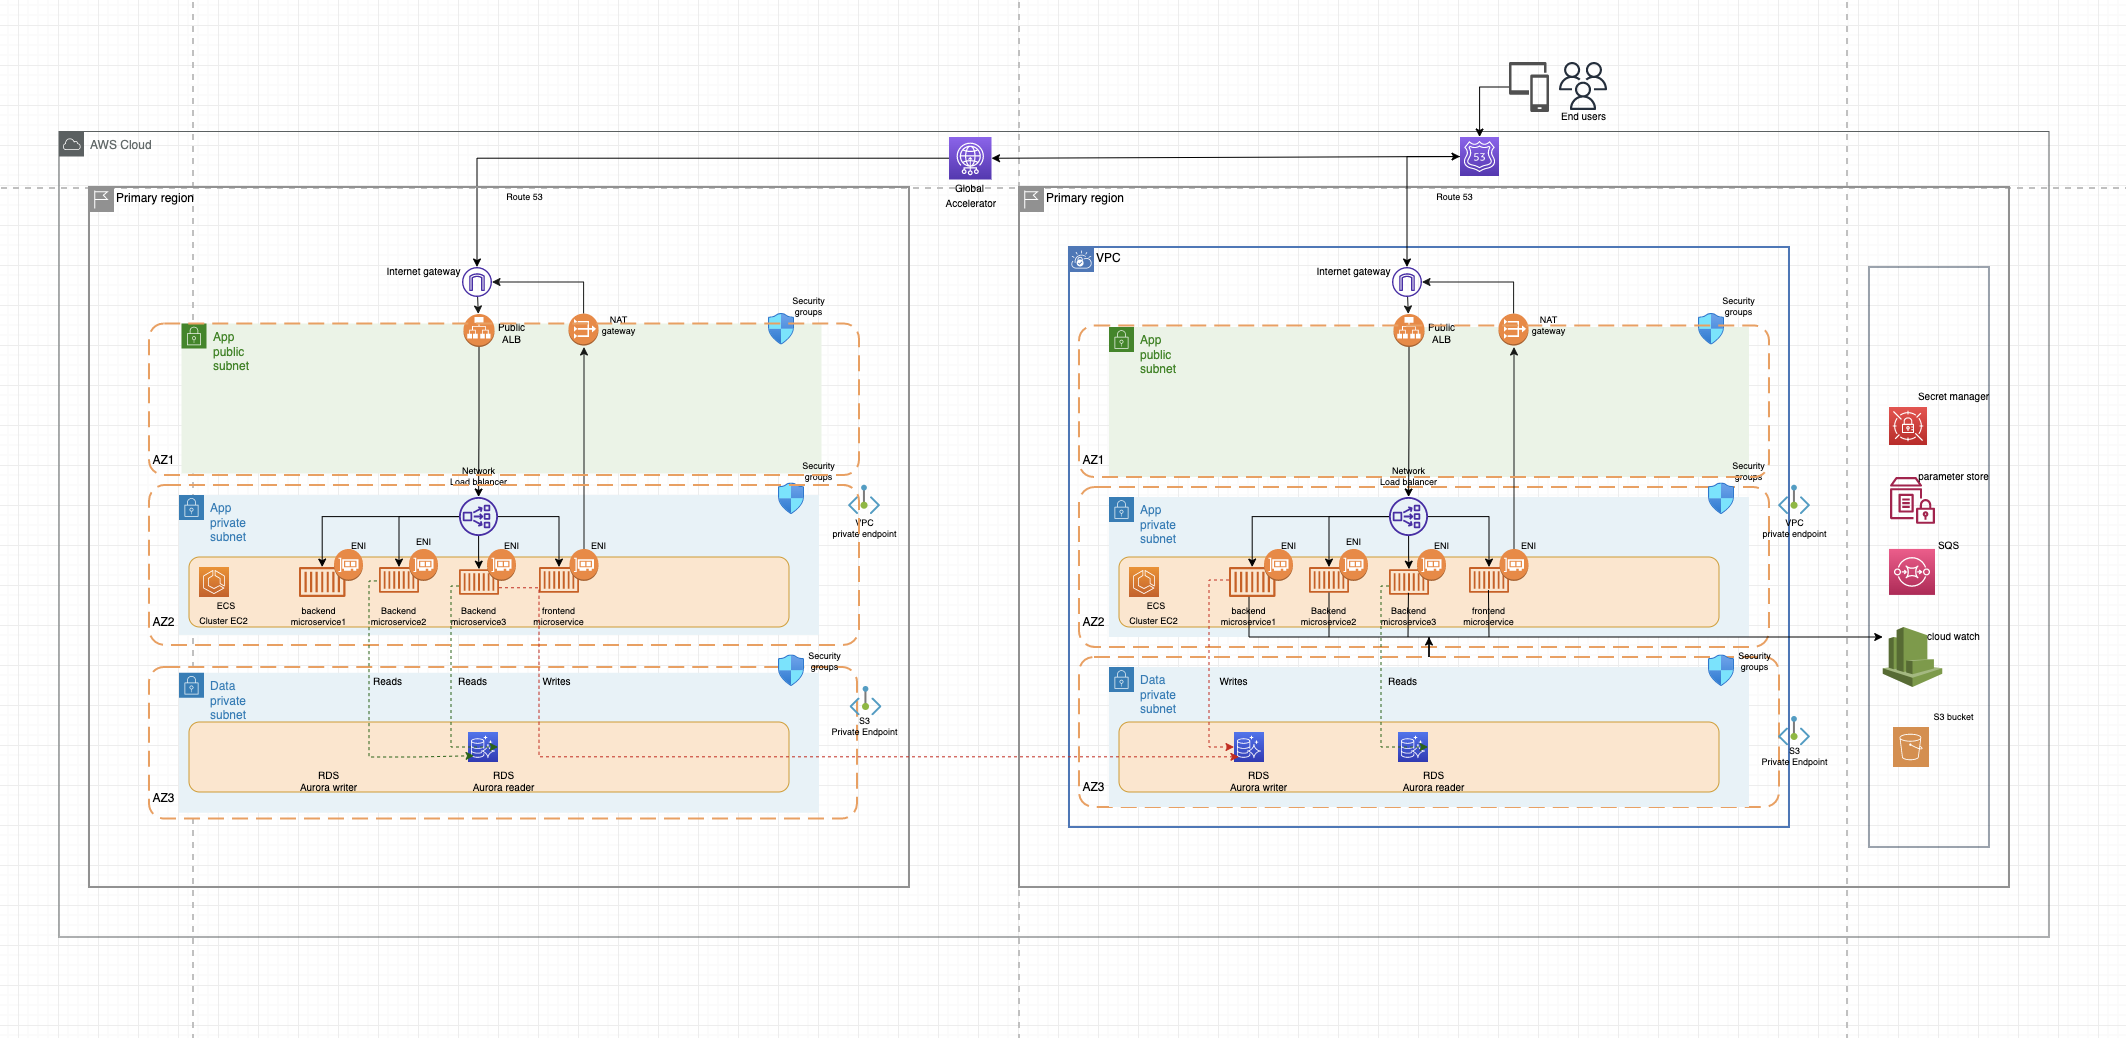 End users
AWS Cloud
53
Global
Accelerator
Primary region
Route 53
Internet gateway
Security
groups
Public
ALB
NAT
gateway
App
public
subnet
AZ1
Network
Load balancer
Security
groups
App
private
subnet
VPC
private endpoint
ENI
ENI
ENI
ENI
ECS
Cluster EC2
backend
microservice1
Backend
microservice2
Backend
microservice3
frontend
microservice
AZ2
Security
groups
Data
private
subnet
Reads
Reads
Writes
S3
Private Endpoint
RDS
Aurora writer
RDS
Aurora reader
AZ3
Primary region
Route 53
VPC
Internet gateway
Security
groups
Public
ALB
NAT
gateway
App
public
subnet
AZ1
Network
Load balancer
Security
groups
App
private
subnet
VPC
private endpoint
ENI
ENI
ENI
ENI
ECS
Cluster EC2
backend
microservice1
Backend
microservice2
Backend
microservice3
frontend
microservice
AZ2
Security
groups
Data
private
subnet
Writes
Reads
S3
Private Endpoint
RDS
Aurora writer
RDS
Aurora reader
AZ3
Secret manager
parameter store
SQS
cloud watch
S3 bucket